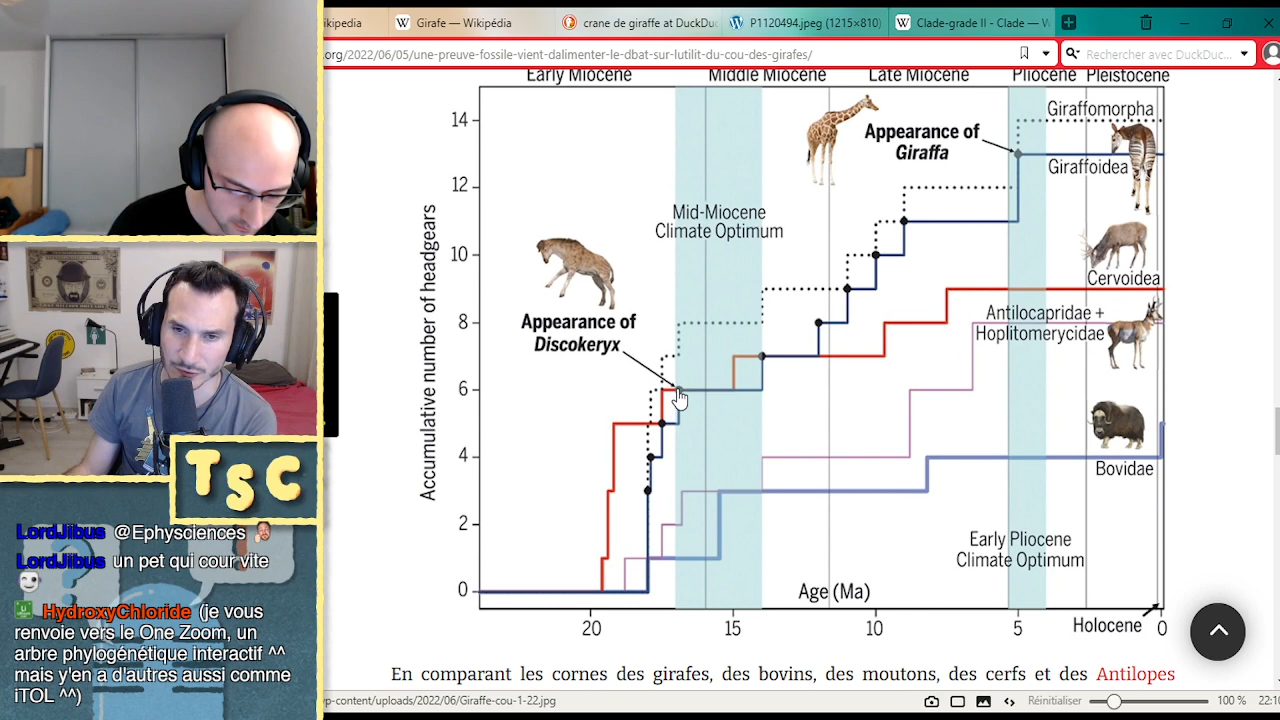 ikipedia
Girafe — Wikipédia
crane de giraffe at DuckDuc
P1120494.jpeg (1215×810)
Clade-grade II - Clade — W
.org/2022/06/05/une-preuve-fossile-vient-dalimenter-le-dbat-sur-lutilit-du-cou-des-girafes/
Rechercher avec DuckDuc...
Early Miocene
Middle Miocene
Late Miocene
Pliocene
Pleistocene
Accumulative number of headgears
14
12
10
8
6
4
2
0
Mid-Miocene
Climate Optimum
Appearance of
Discokeryx
Appearance of
Giraffa
Giraffomorpha
Giraffoidea
Cervoidea
Antilocapridae +
Hoplitomerycidae
Bovidae
Early Pliocene
Climate Optimum
Age (Ma)
Holocene
20
15
10
5
0
En comparant les cornes des girafes, des bovins, des moutons, des cerfs et des Antilopes
vp-content/uploads/2022/06/Giraffe-cou-1-22.jpg
Réinitialiser
100 %
22:10
TSC
LordJibus @Ephysciences
LordJibus un pet qui cour vite
HydroxyChloride (je vous
renvoie vers le One Zoom, un
arbre phylogénétique interactif ^^
mais y'en a d'autres aussi comme
iTOL ^^)